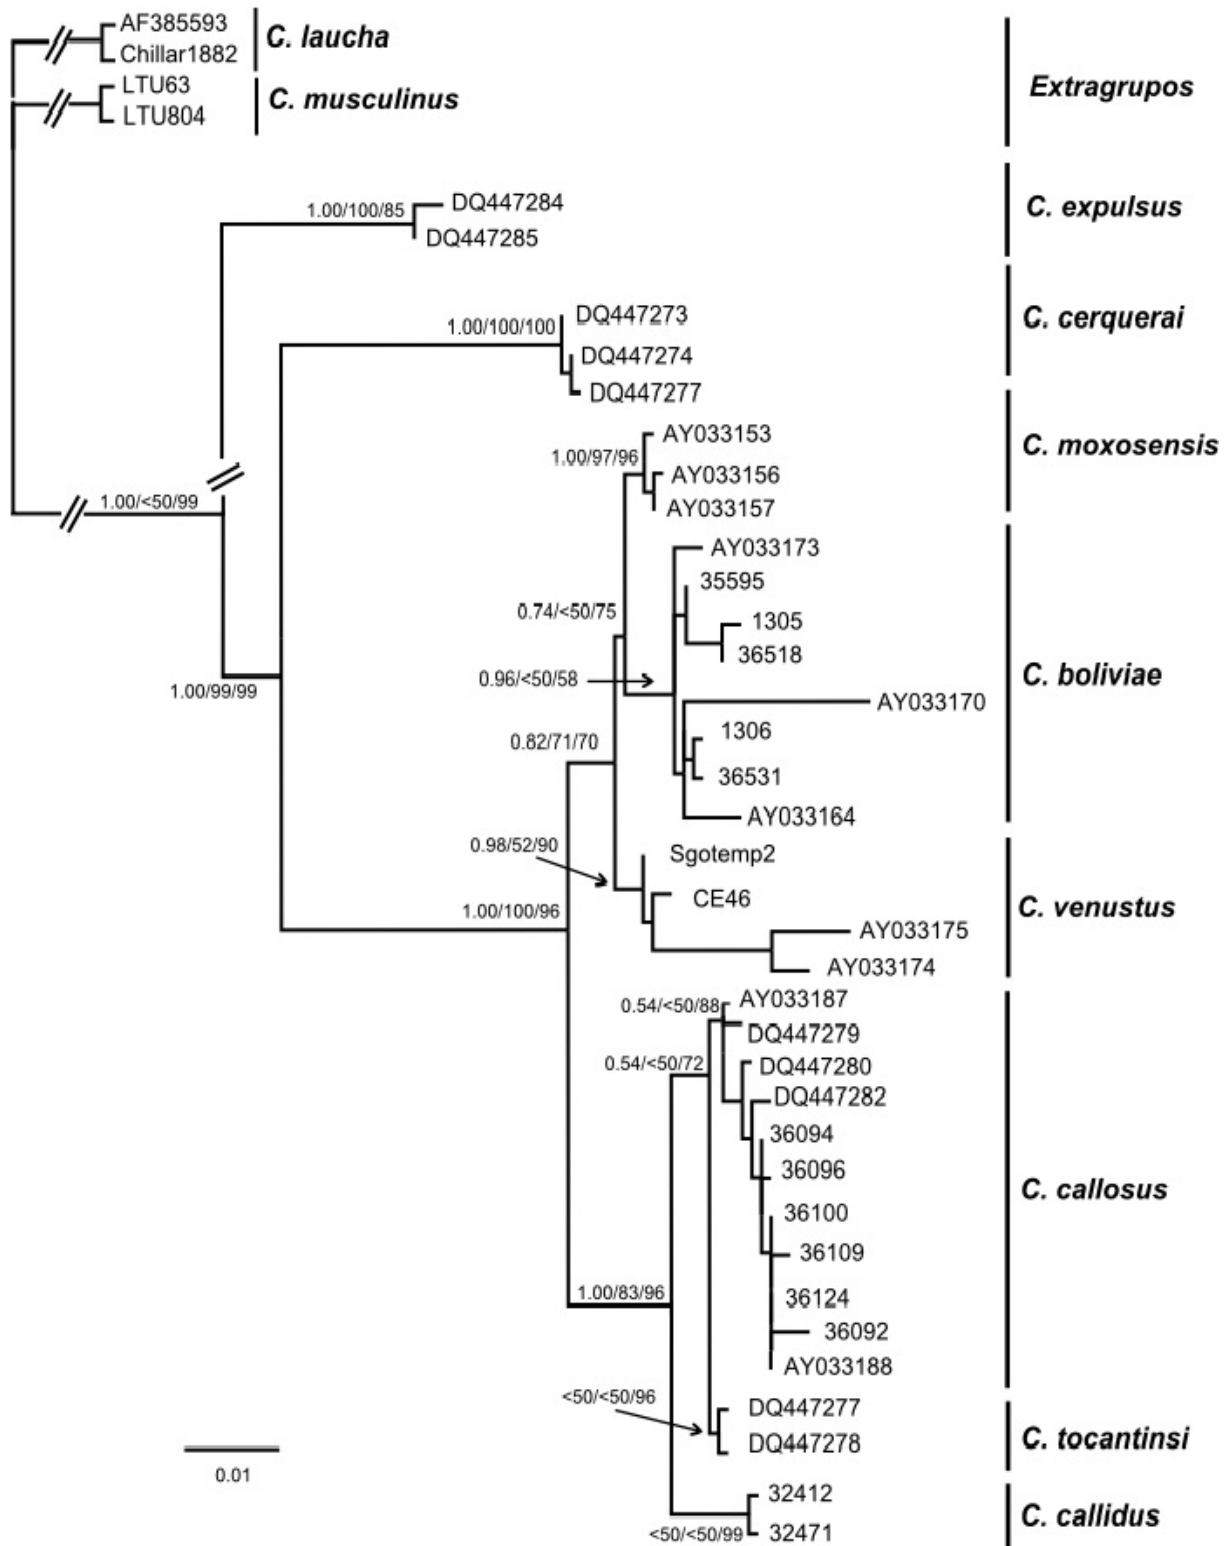 AF385593
Chillar1882
C. laucha
LTU63
LTU804
C. musculinus
Extragrupos
1.00/100/85
DQ447284
DQ447285
C. expulsus
1.00/100/100
DQ447273
DQ447274
DQ447277
C. cerquerai
1.00/97/96
AY033153
AY033156
AY033157
C. moxosensis
1.00/<50/99
AY033173
35595
1305
36518
0.74/<50/75
0.96/<50/58
1.00/99/99
AY033170
1306
36531
AY033164
C. boliviae
0.82/71/70
0.98/52/90
1.00/100/96
Sgotemp2
CE46
AY033175
AY033174
C. venustus
0.54/<50/88
0.54/<50/72
AY033187
DQ447279
DQ447280
DQ447282
36094
36096
36100
36109
36124
36092
AY033188
C. callosus
1.00/83/96
<50/<50/96
DQ447277
DQ447278
C. tocantinsi
0.01
32412
32471
<50/<50/99
C. callidus